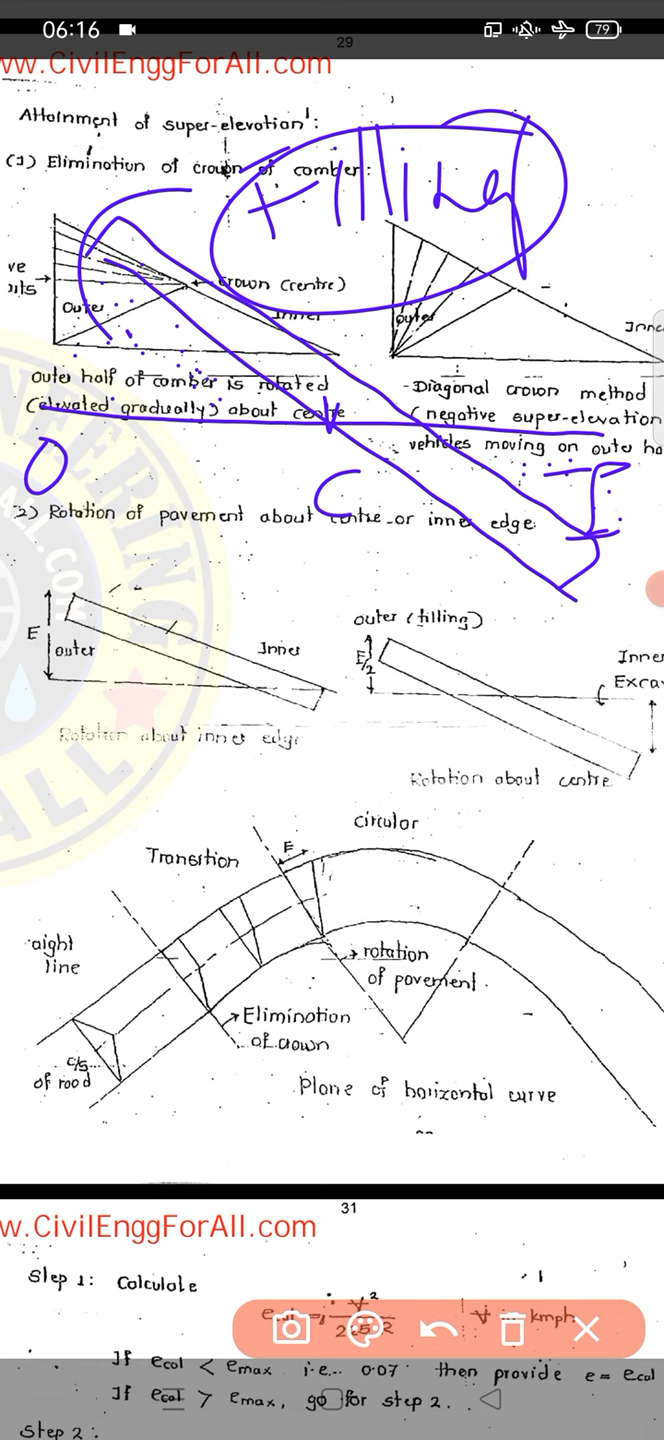 06:16
79
29
ww.CivilEnggForAll.com
Attainment of super-elevation:
(1) Elimination of crown of camber:
Filling
ve
Crown (centre)
Outer
Inner
outer
Inne
outer half of camber is rotated
(elevated gradually) about centre
Diagonal crown method
(negative super-elevation
vehicles moving on outer ha
O
C
I
2) Rotation of pavement about centre or inner edge.
E
outer
Inner
outer (filling)
E/2
Inne
Exca
Rotation about inner edge
Rotation about centre
circular
Transition
E
aight
line
rotation
of pavement.
Elimination
of crown
c/s
of road
Plane of horizontal curve
31
w.CivilEnggForAll.com
Step 1: Calculate
kmph
If ecal < emax i.e. 0.07 then provide e = ecal
If ecal > emax, go for step 2.
Step 2: